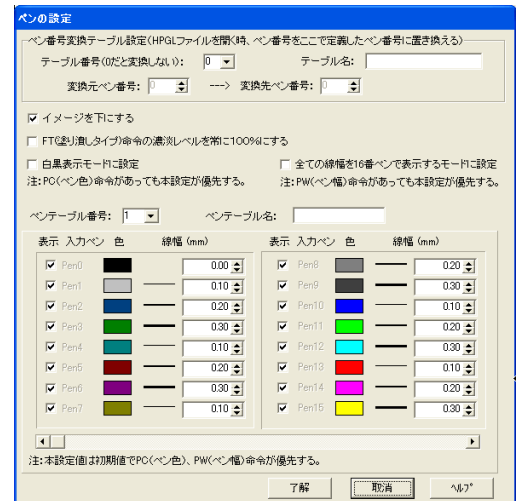 ペンの設定
ペン番号変換テーブル設定(HPGLファイルを開く時、ペン番号をここで定義したペン番号に置き換える)
テーブル番号(0だと変換しない): 0 テーブル名:
変換元ペン番号: 0 ---> 変換先ペン番号: 0
イメージを下にする
FT(塗り潰しタイプ)命令の濃淡レベルを常に100%にする
白黒表示モードに設定 全ての線幅を16番ペンで表示するモードに設定
注:PC(ペン色)命令があっても本設定が優先する。 注:PW(ペン幅)命令があっても本設定が優先する。
ペンテーブル番号: 1 ペンテーブル名:
表示 入力ペン 色 線幅 (mm) 表示 入力ペン 色 線幅 (mm)
Pen0 0.00 Pen8 0.20
Pen1 0.10 Pen9 0.30
Pen2 0.20 Pen10 0.10
Pen3 0.30 Pen11 0.20
Pen4 0.10 Pen12 0.30
Pen5 0.20 Pen13 0.10
Pen6 0.30 Pen14 0.20
Pen7 0.10 Pen15 0.30
注:本設定値は初期値でPC(ペン色)、PW(ペン幅)命令が優先する。
了解 取消 ヘルプ